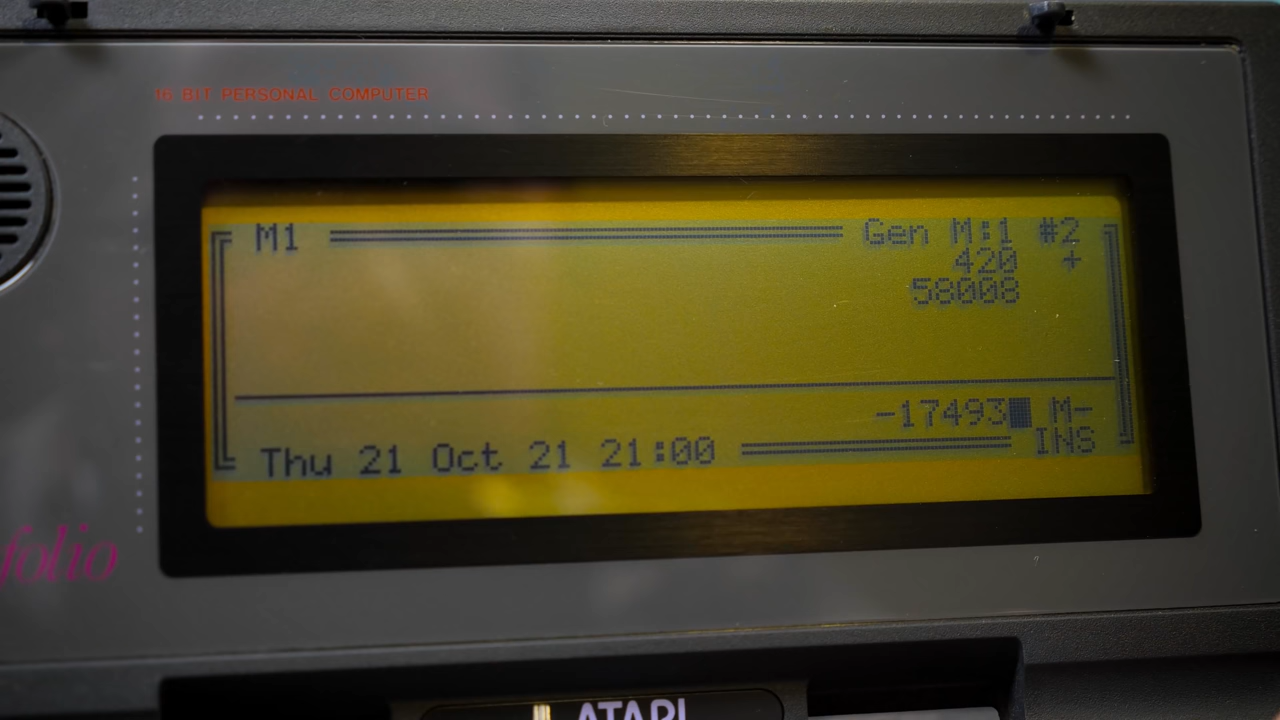 16 BIT PERSONAL COMPUTER
M1 Gen M:1 #2
420 +
58008
-17493 M-
INS
Thu 21 Oct 21 21:00
folio
ATARI